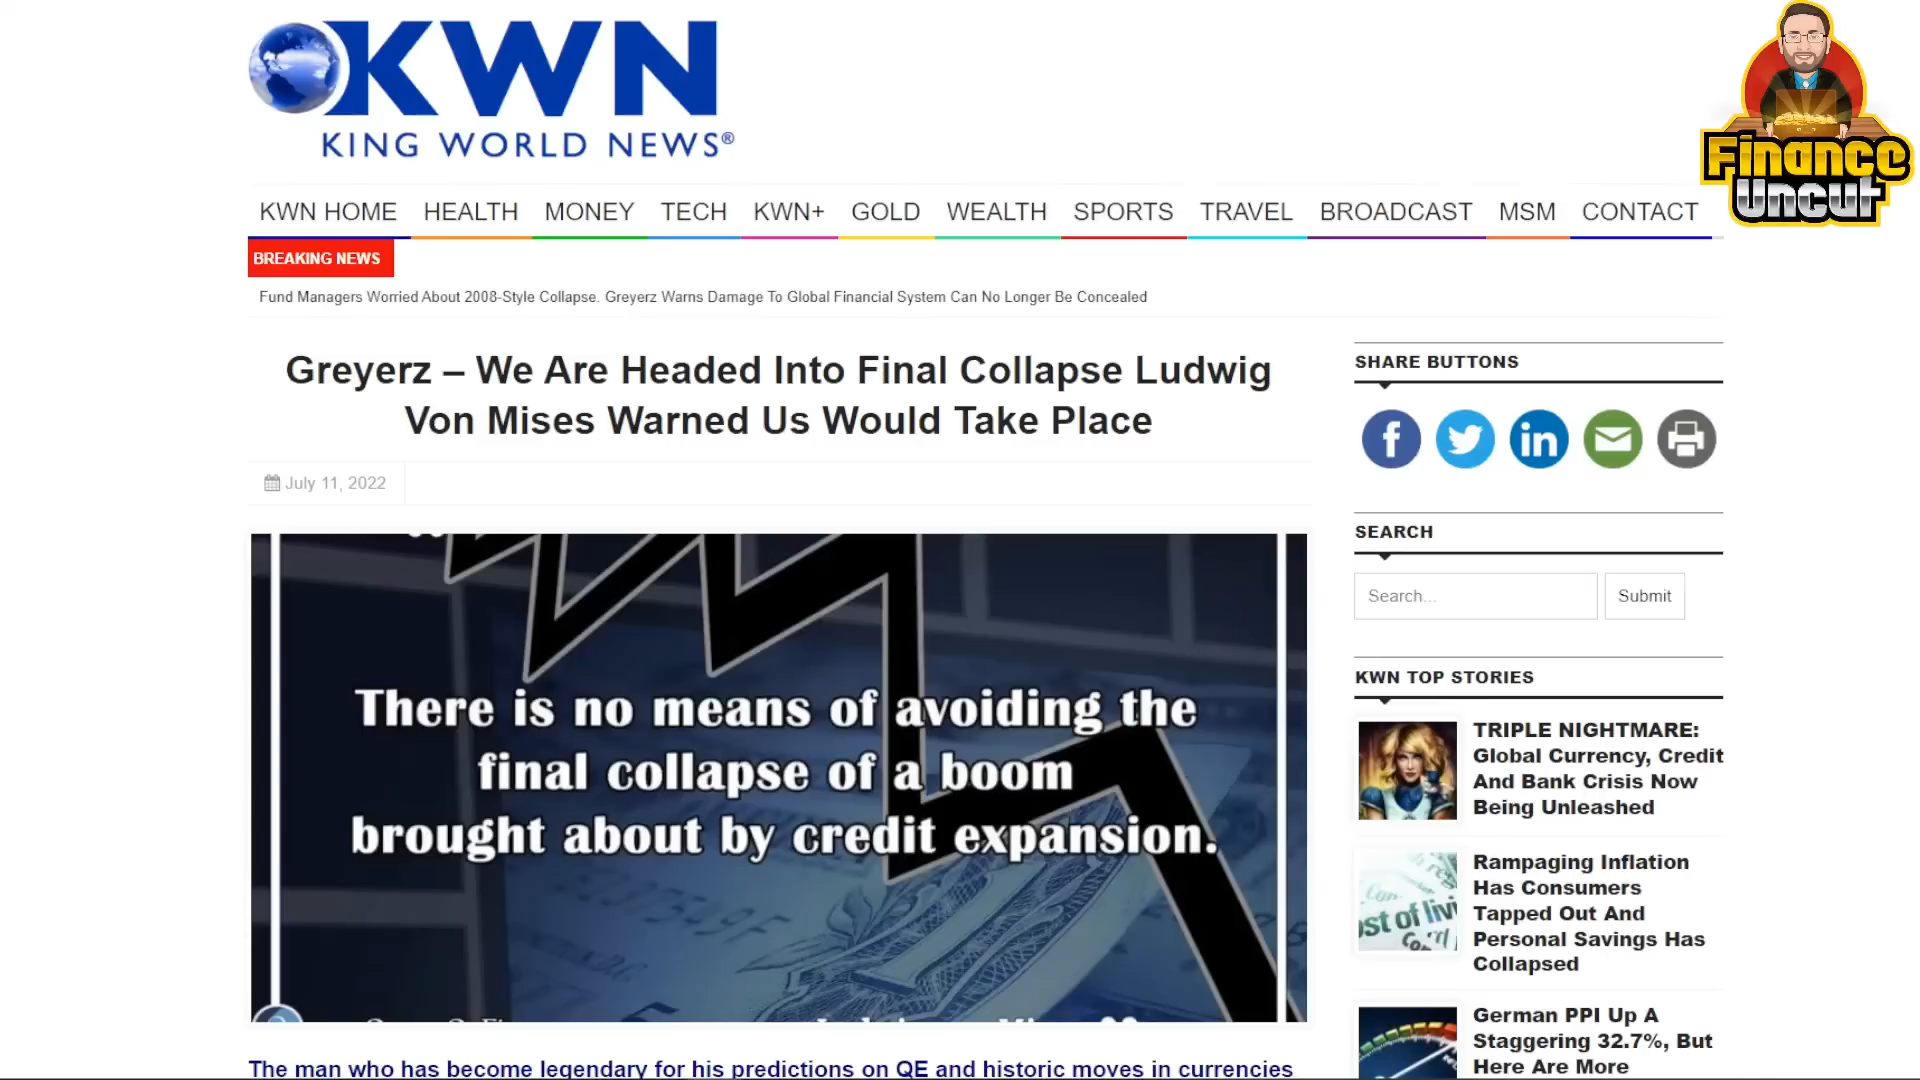 KWN
KING WORLD NEWS®
Finance
Uncut
KWN HOME HEALTH MONEY TECH KWN+ GOLD WEALTH SPORTS TRAVEL BROADCAST MSM CONTACT
BREAKING NEWS
Fund Managers Worried About 2008-Style Collapse. Greyerz Warns Damage To Global Financial System Can No Longer Be Concealed
Greyerz – We Are Headed Into Final Collapse Ludwig
Von Mises Warned Us Would Take Place
July 11, 2022
There is no means of avoiding the
final collapse of a boom
brought about by credit expansion.
The man who has become legendary for his predictions on QE and historic moves in currencies
SHARE BUTTONS
f
in
SEARCH
Search...
Submit
KWN TOP STORIES
TRIPLE NIGHTMARE:
Global Currency, Credit
And Bank Crisis Now
Being Unleashed
Rampaging Inflation
Has Consumers
Tapped Out And
Personal Savings Has
Collapsed
German PPI Up A
Staggering 32.7%, But
Here Are More